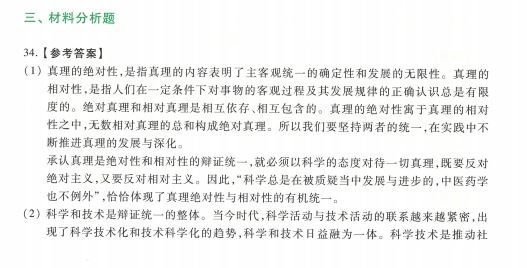 三、材料分析题
34.【参考答案】
(1) 真理的绝对性,是指真理的内容表明了主客观统一的确定性和发展的无限性。真理的
相对性,是指人们在一定条件下对事物的客观过程及其发展规律的正确认识总是有限
度的。绝对真理和相对真理是相互依存、相互包含的。真理的绝对性寓于真理的相对
性之中,无数相对真理的总和构成绝对真理。所以我们要坚持两者的统一,在实践中不
断推进真理的发展与深化。
承认真理是绝对性和相对性的辩证统一,就必须以科学的态度对待一切真理,既要反对
绝对主义,又要反对相对主义。因此,“科学总是在被质疑当中发展与进步的,中医药学
也不例外”,恰恰体现了真理绝对性与相对性的有机统一。
(2) 科学和技术是辩证统一的整体。当今时代,科学活动与技术活动的联系越来越紧密,出
现了科学技术化和技术科学化的趋势,科学和技术日益融为一体。科学技术是推动社